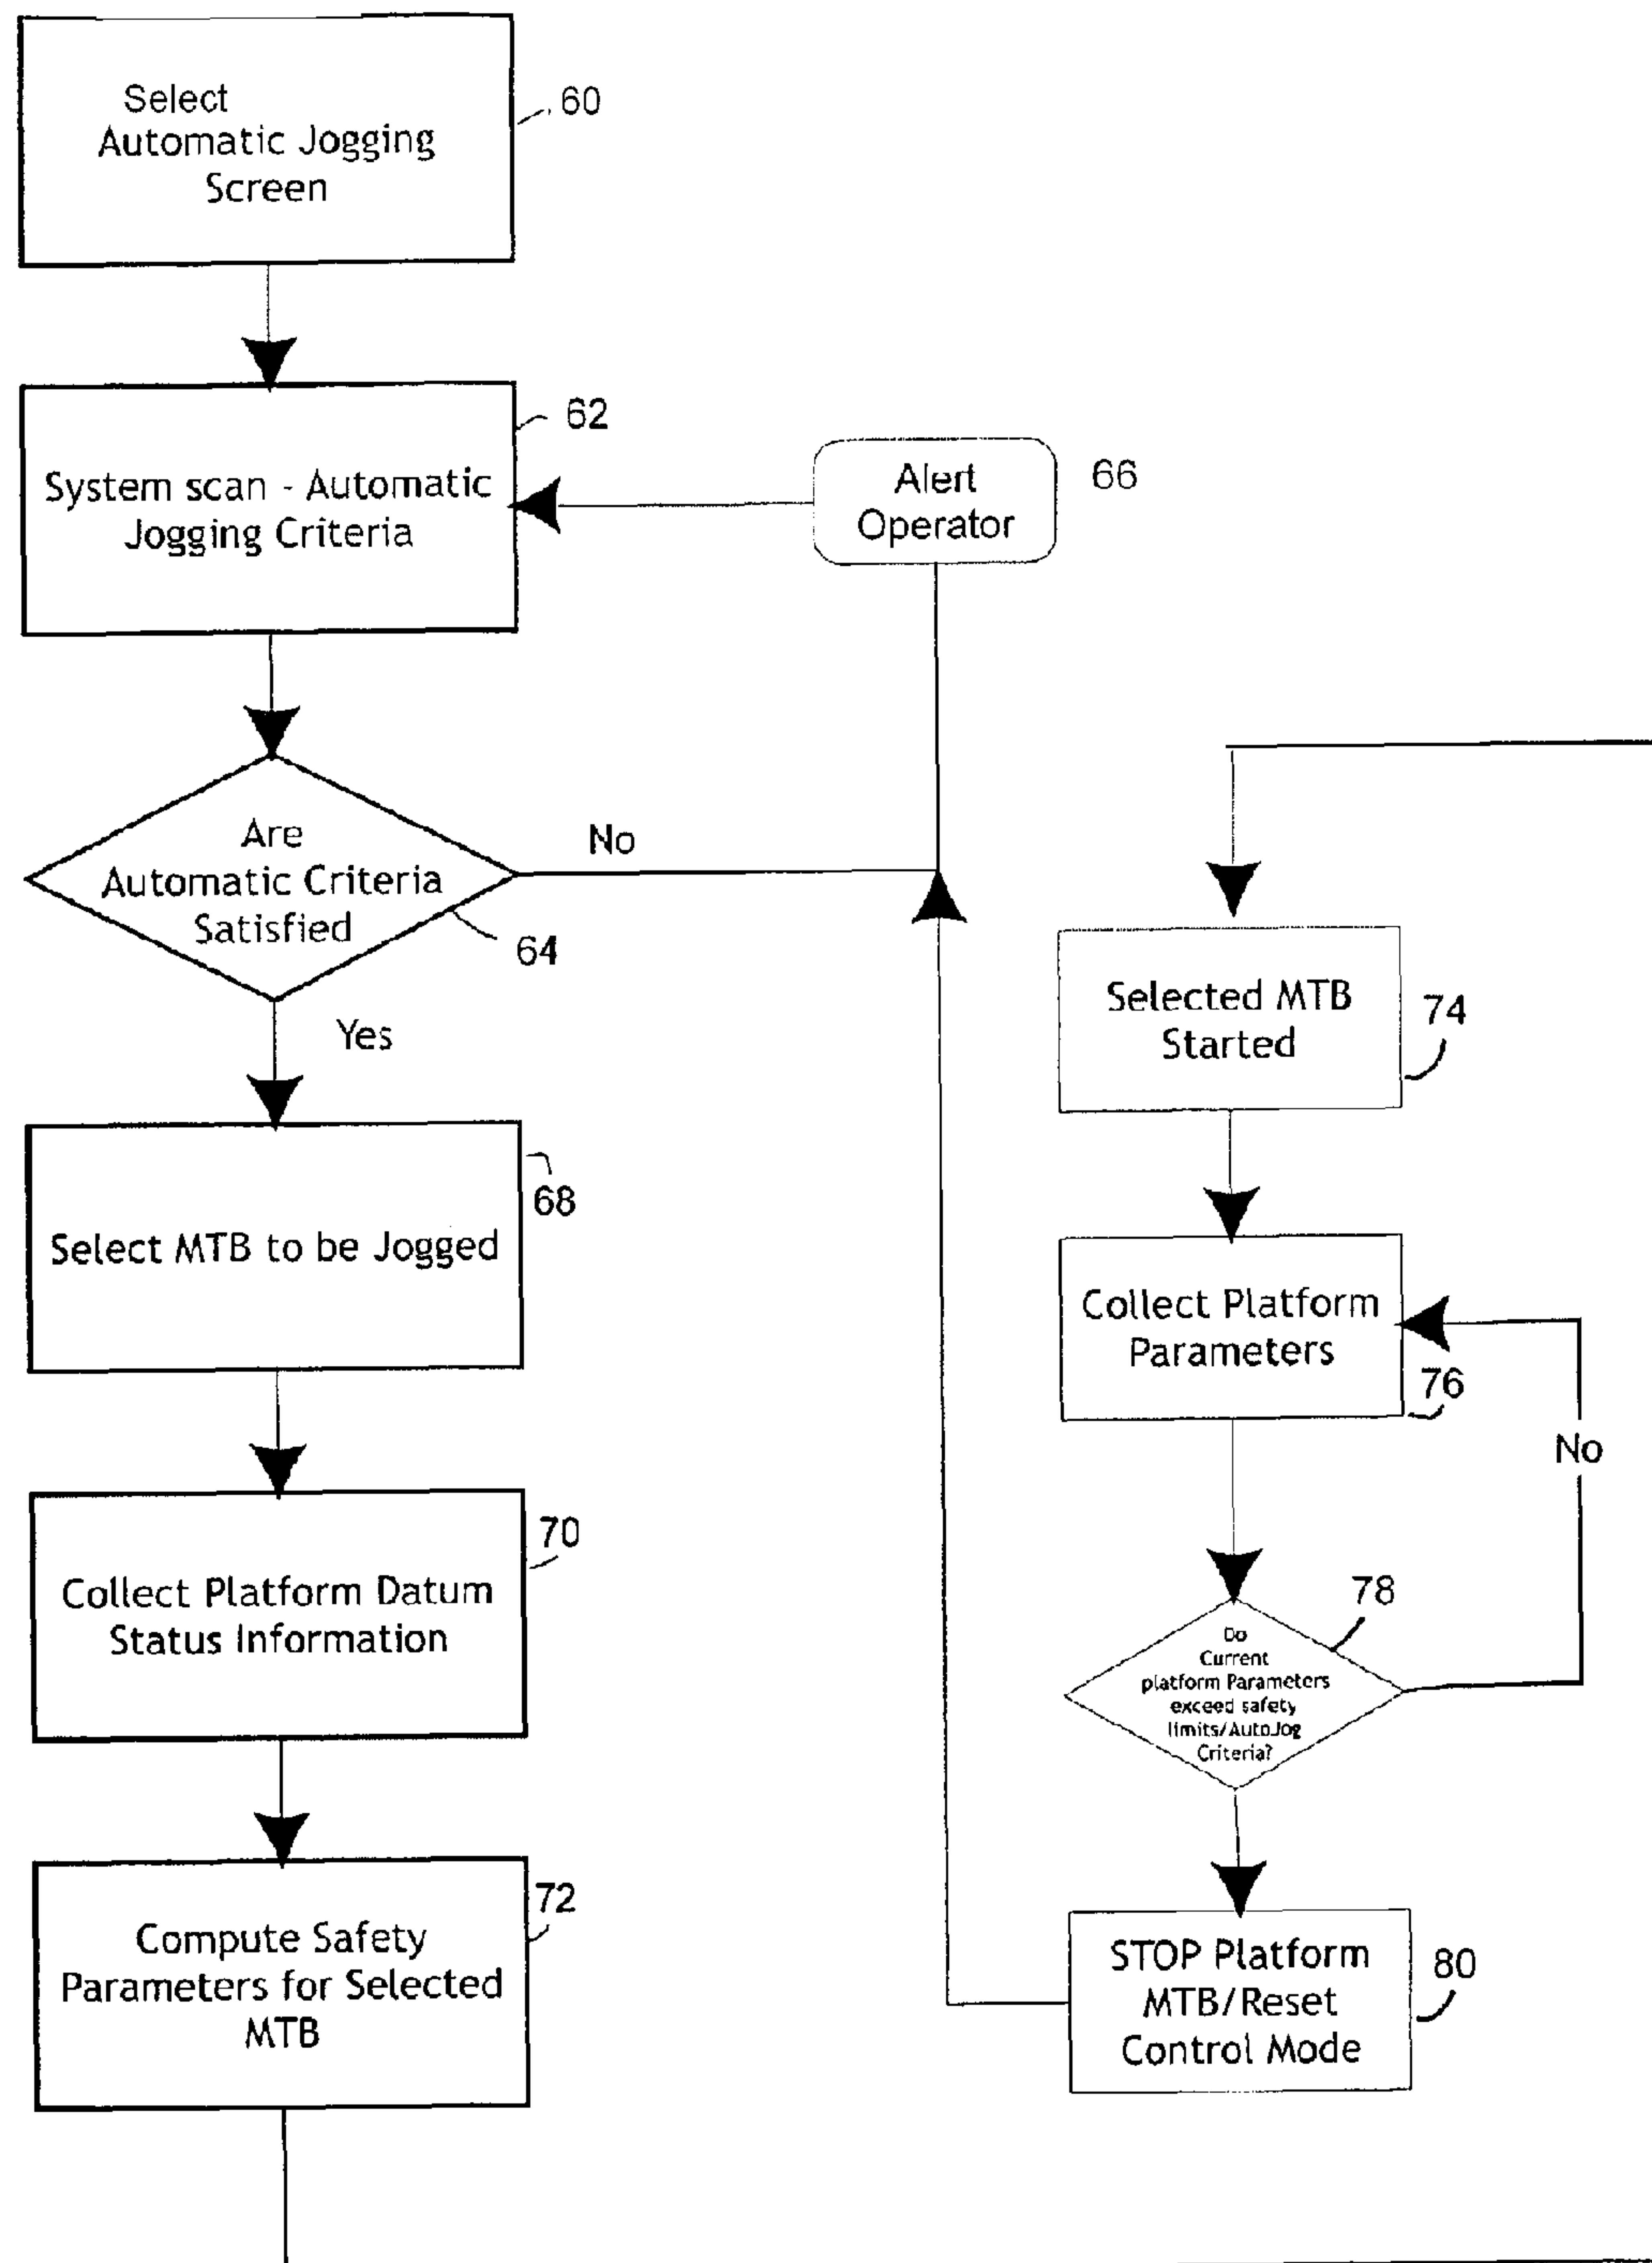 Select
Automatic Jogging
Screen
60
System scan - Automatic
Jogging Criteria
62
Alert
Operator
66
Are
Automatic Criteria
Satisfied
64
No
Yes
Select MTB to be Jogged
68
Collect Platform Datum
Status Information
70
Compute Safety
Parameters for Selected
MTB
72
Selected MTB
Started
74
Collect Platform
Parameters
76
No
Do
Current
platform Parameters
exceed safety
limits/AutoJog
Criteria?
78
STOP Platform
MTB/Reset
Control Mode
80